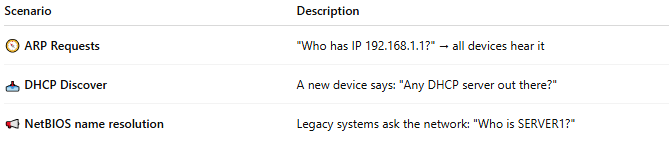 Scenario Description
🧭 ARP Requests "Who has IP 192.168.1.1?" → all devices hear it
📥 DHCP Discover A new device says: "Any DHCP server out there?"
📢 NetBIOS name resolution Legacy systems ask the network: "Who is SERVER1?"